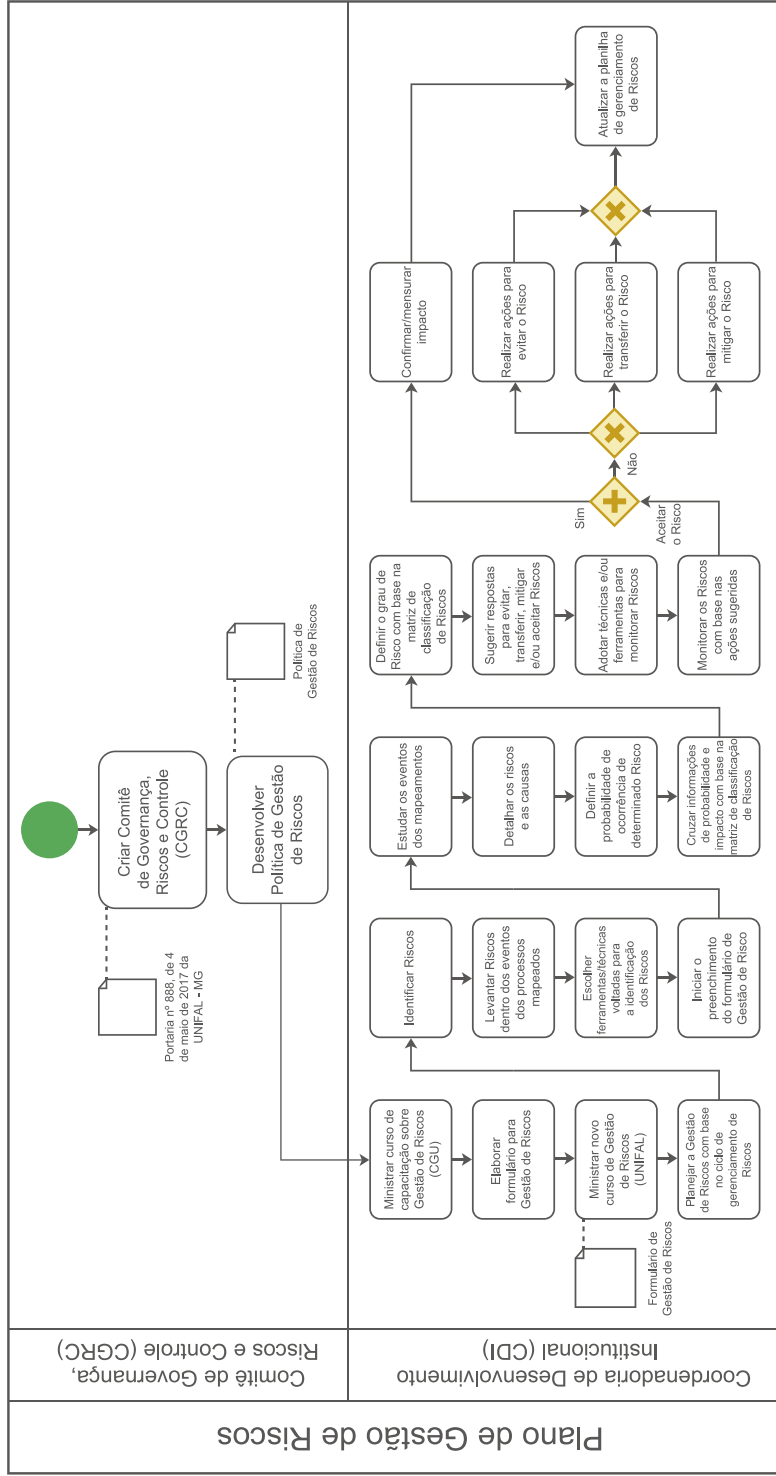 Plano de Gestão de Riscos
Comitê de Governança,
Riscos e Controle (CGRC)
Portaria nº 888, de 4
de maio de 2017 da
UNIFAL - MG
Criar Comitê
de Governança,
Riscos e Controle
(CGRC)
Desenvolver
Política de Gestão
de Riscos
Política de
Gestão de Riscos
Coordenadoria de Desenvolvimento
Institucional (CDI)
Ministrar curso de
capacitação sobre
Gestão de Riscos
(CGU)
Elaborar
formulário para
Gestão de Riscos
Ministrar novo
curso de Gestão
de Riscos
(UNIFAL)
Formulário de
Gestão de Riscos
Planejar a Gestão
de Riscos com base
no ciclo de
gerenciamento de
Riscos
Identificar Riscos
Levantar Riscos
dentro dos eventos
dos processos
mapeados
Escolher
ferramentas/técnicas
voltadas para
a identificação
dos Riscos
Iniciar o
preenchimento
do formulário de
Gestão de Risco
Estudar os eventos
dos mapeamentos
Detalhar os riscos
e as causas
Definir a
probabilidade de
ocorrência de
determinado Risco
Cruzar informações
de probabilidade e
impacto com base na
matriz de classificação
de Riscos
Definir o grau de
Risco com base na
matriz de
classificação
de Riscos
Sugerir respostas
para evitar,
transferir, mitigar
e/ou aceitar Riscos
Adotar técnicas e/ou
ferramentas para
monitorar Riscos
Monitorar os Riscos
com base nas
ações sugeridas
Aceitar
o Risco
Sim
Não
Confirmar/mensurar
impacto
Realizar ações para
evitar o Risco
Realizar ações para
transferir o Risco
Realizar ações para
mitigar o Risco
Atualizar a planilha
de gerenciamento
de Riscos